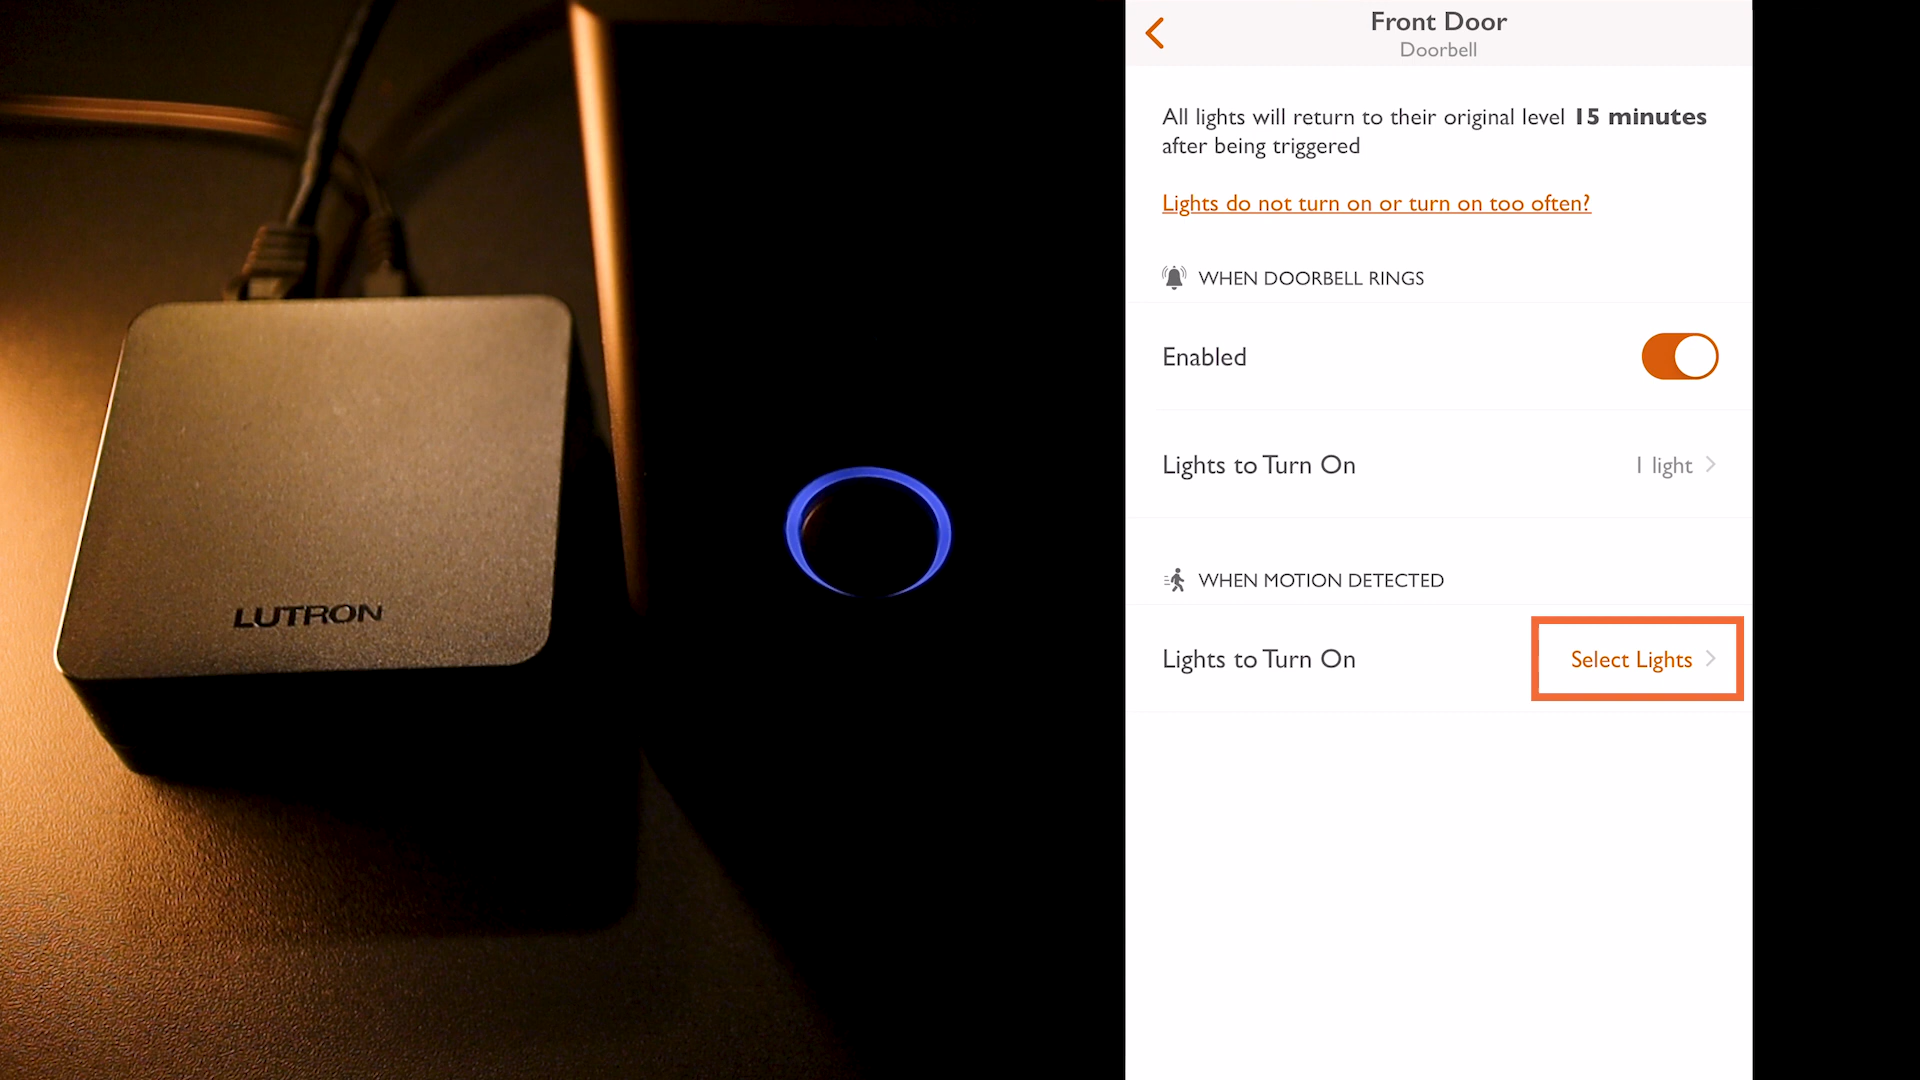 LUTRON
Front Door
Doorbell
All lights will return to their original level 15 minutes
after being triggered
Lights do not turn on or turn on too often?
WHEN DOORBELL RINGS
Enabled
Lights to Turn On
1 light
WHEN MOTION DETECTED
Lights to Turn On
Select Lights